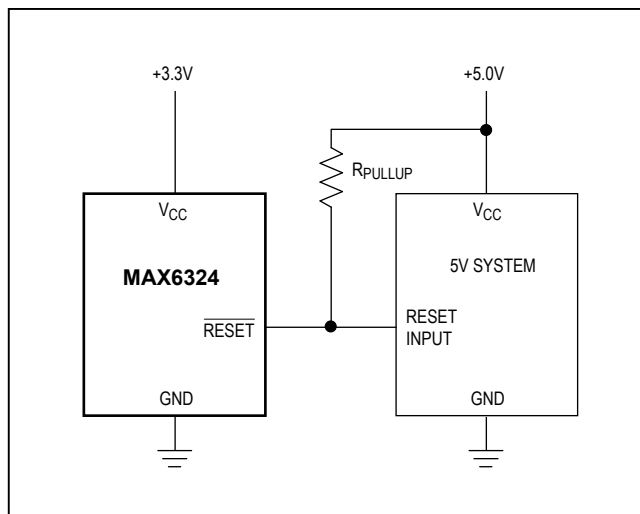 +3.3V
+5.0V
RPULLUP
VCC
MAX6324
RESET
GND
VCC
5V SYSTEM
RESET
INPUT
GND